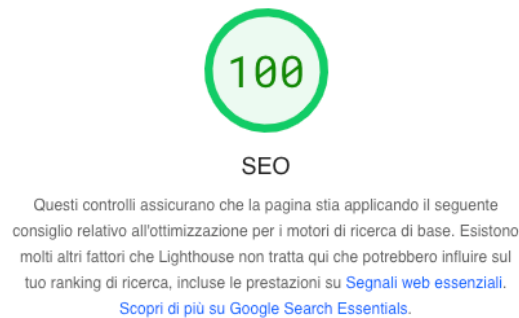 100
SEO
Questi controlli assicurano che la pagina stia applicando il seguente
consiglio relativo all'ottimizzazione per i motori di ricerca di base. Esistono
molti altri fattori che Lighthouse non tratta qui che potrebbero influire sul
tuo ranking di ricerca, incluse le prestazioni su Segnali web essenziali.
Scopri di più su Google Search Essentials.